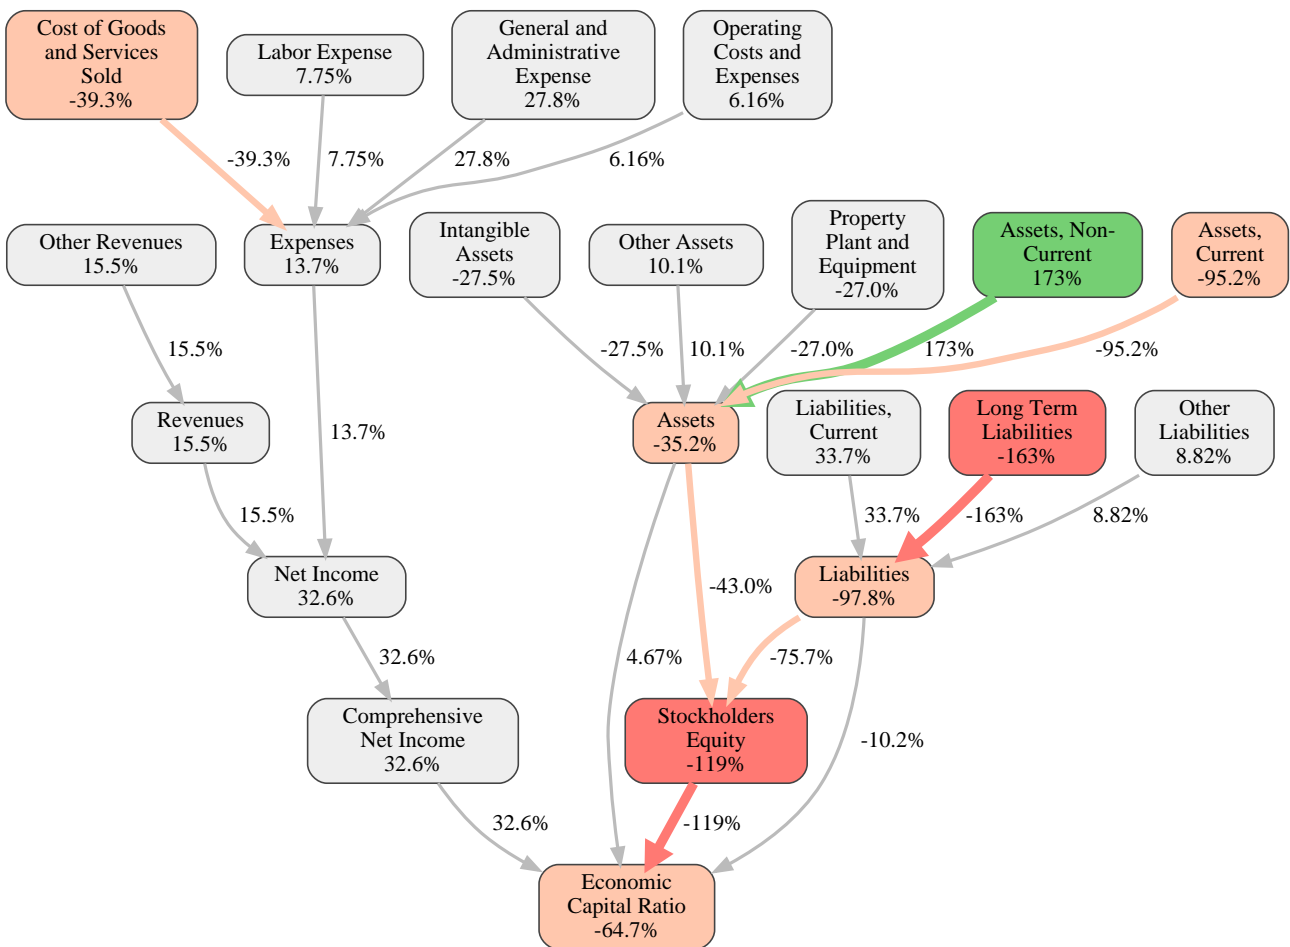 Cost of Goods
and Services
Sold
-39.3%
Labor Expense
7.75%
General and
Administrative
Expense
27.8%
Operating
Costs and
Expenses
6.16%
-39.3%
7.75%
27.8%
6.16%
Other Revenues
15.5%
Expenses
13.7%
Intangible
Assets
-27.5%
Other Assets
10.1%
Property
Plant and
Equipment
-27.0%
Assets, Non-
Current
173%
Assets,
Current
-95.2%
15.5%
13.7%
-27.5%
10.1%
-27.0%
173%
-95.2%
Revenues
15.5%
Assets
-35.2%
Liabilities,
Current
33.7%
Long Term
Liabilities
-163%
Other
Liabilities
8.82%
15.5%
33.7%
-163%
8.82%
Net Income
32.6%
-43.0%
Liabilities
-97.8%
32.6%
4.67%
-75.7%
-10.2%
Comprehensive
Net Income
32.6%
Stockholders
Equity
-119%
32.6%
-119%
Economic
Capital Ratio
-64.7%